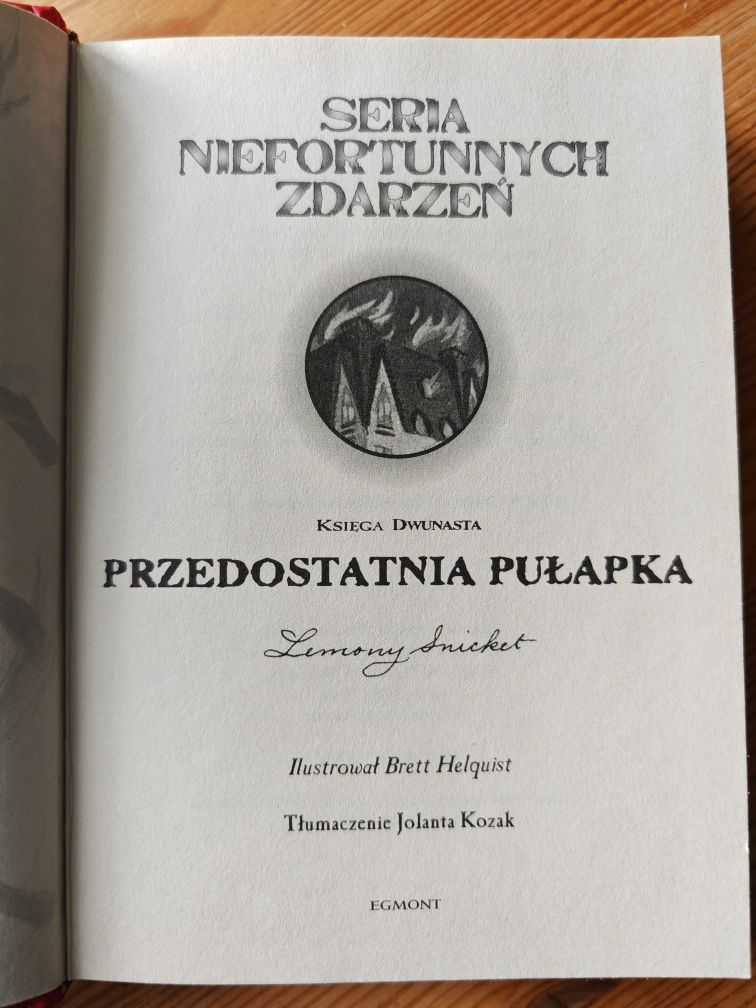 SERIA
NIEFORTUNNYCH
ZDARZEŃ
KSIĘGA DWUNASTA
PRZEDOSTATNIA PUŁAPKA
Lemony Snicket
Ilustrował Brett Helquist
Tłumaczenie Jolanta Kozak
EGMONT